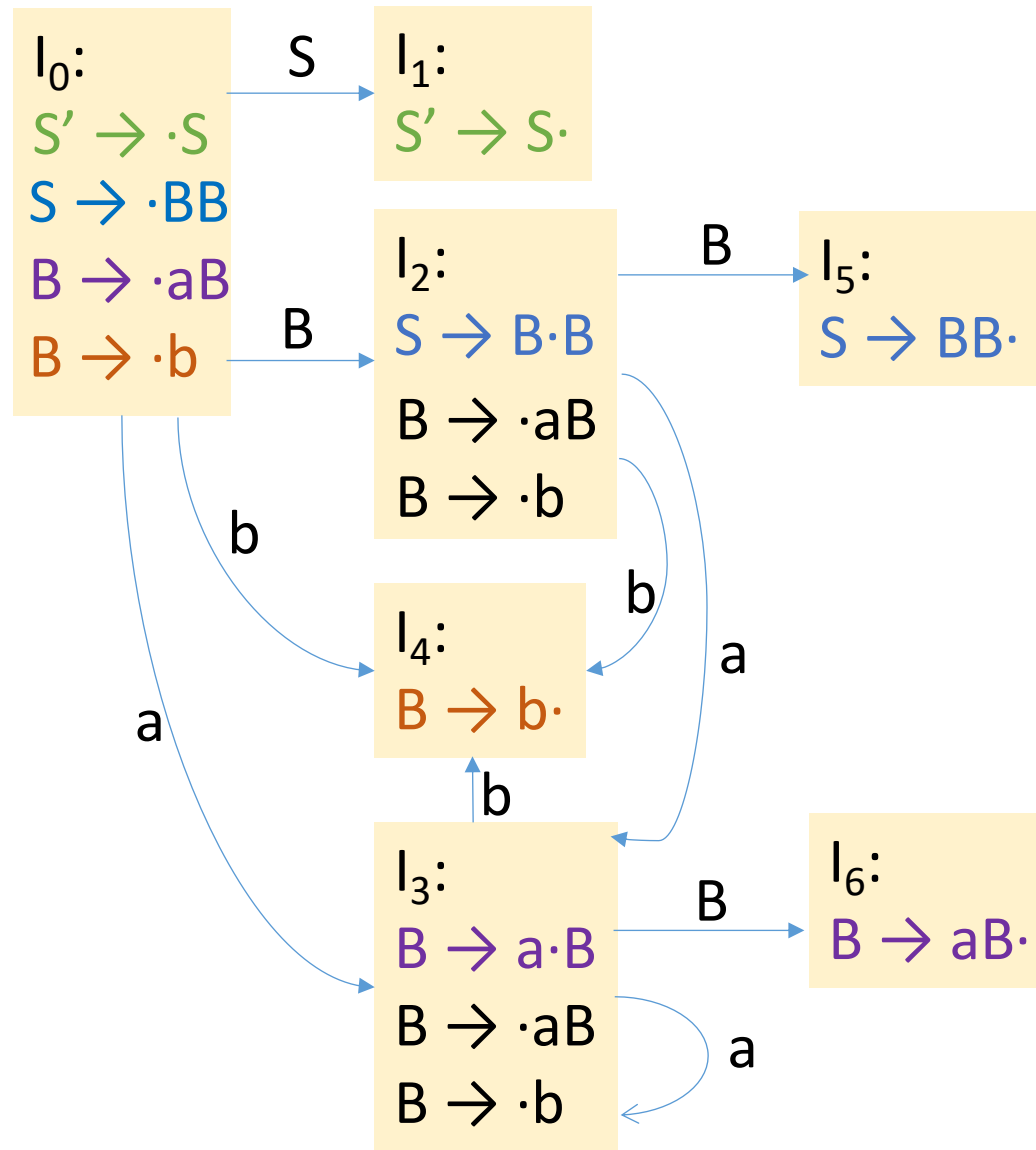 I₀:
S′ → ·S
S → ·BB
B → ·aB
B → ·b
S
I₁:
S′ → S·
B
I₂:
S → B·B
B → ·aB
B → ·b
B
I₅:
S → BB·
b
a
b
a
I₄:
B → b·
b
I₃:
B → a·B
B → ·aB
B → ·b
B
a
I₆:
B → aB·